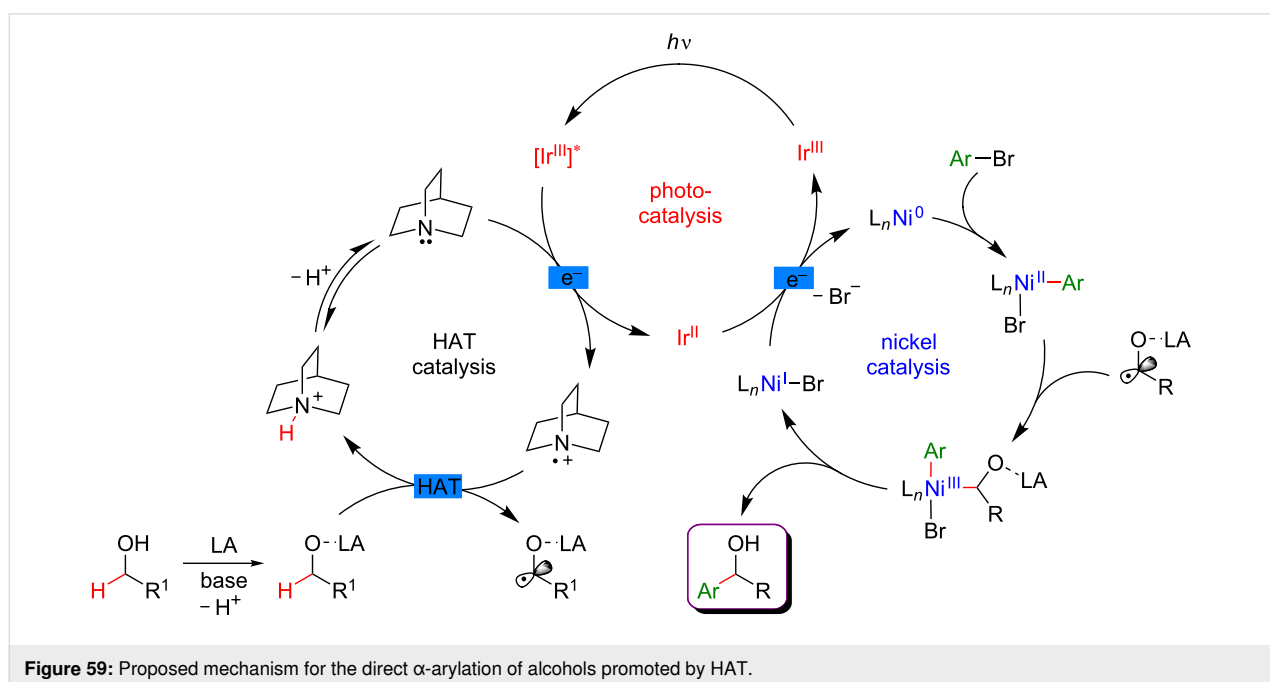 hν
[Ir^III]*
Ir^III
photo-
catalysis
Ar–Br
L_nNi^0
N
– H^+
e^–
e^–
– Br^–
L_nNi^II–Ar
Br
HAT
catalysis
Ir^II
nickel
catalysis
O---LA
R
L_nNi^I–Br
N^+
H
N
•+
Ar
O---LA
L_nNi^III
R
Br
HAT
OH
H
R^1
LA
base
– H^+
O---LA
H
R^1
O---LA
R^1
OH
Ar
R
Figure 59: Proposed mechanism for the direct α-arylation of alcohols promoted by HAT.